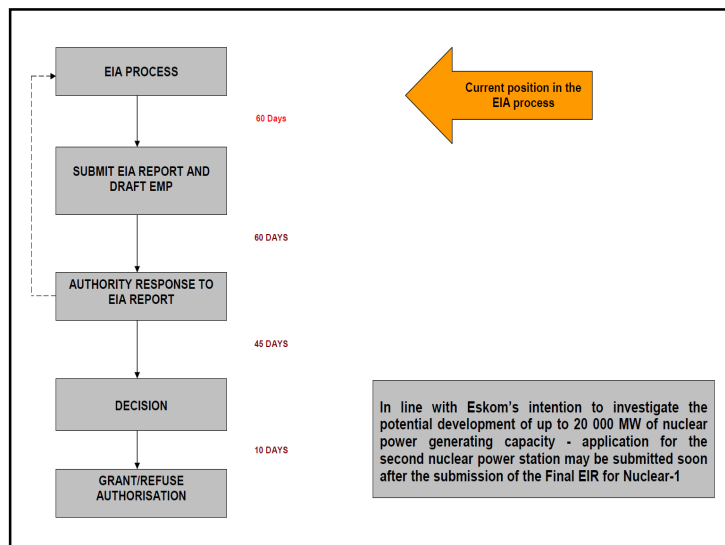 EIA PROCESS
Current position in the
EIA process
60 Days
SUBMIT EIA REPORT AND
DRAFT EMP
60 DAYS
AUTHORITY RESPONSE TO
EIA REPORT
45 DAYS
DECISION
In line with Eskom's intention to investigate the
potential development of up to 20 000 MW of nuclear
power generating capacity - application for the
second nuclear power station may be submitted soon
after the submission of the Final EIR for Nuclear-1
10 DAYS
GRANT/REFUSE
AUTHORISATION